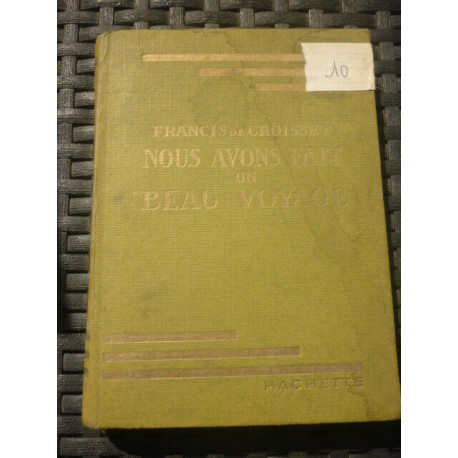 10
FRANCIS DE CROISSET
NOUS AVONS FAIT
UN
BEAU VOYAGE
HACHETTE